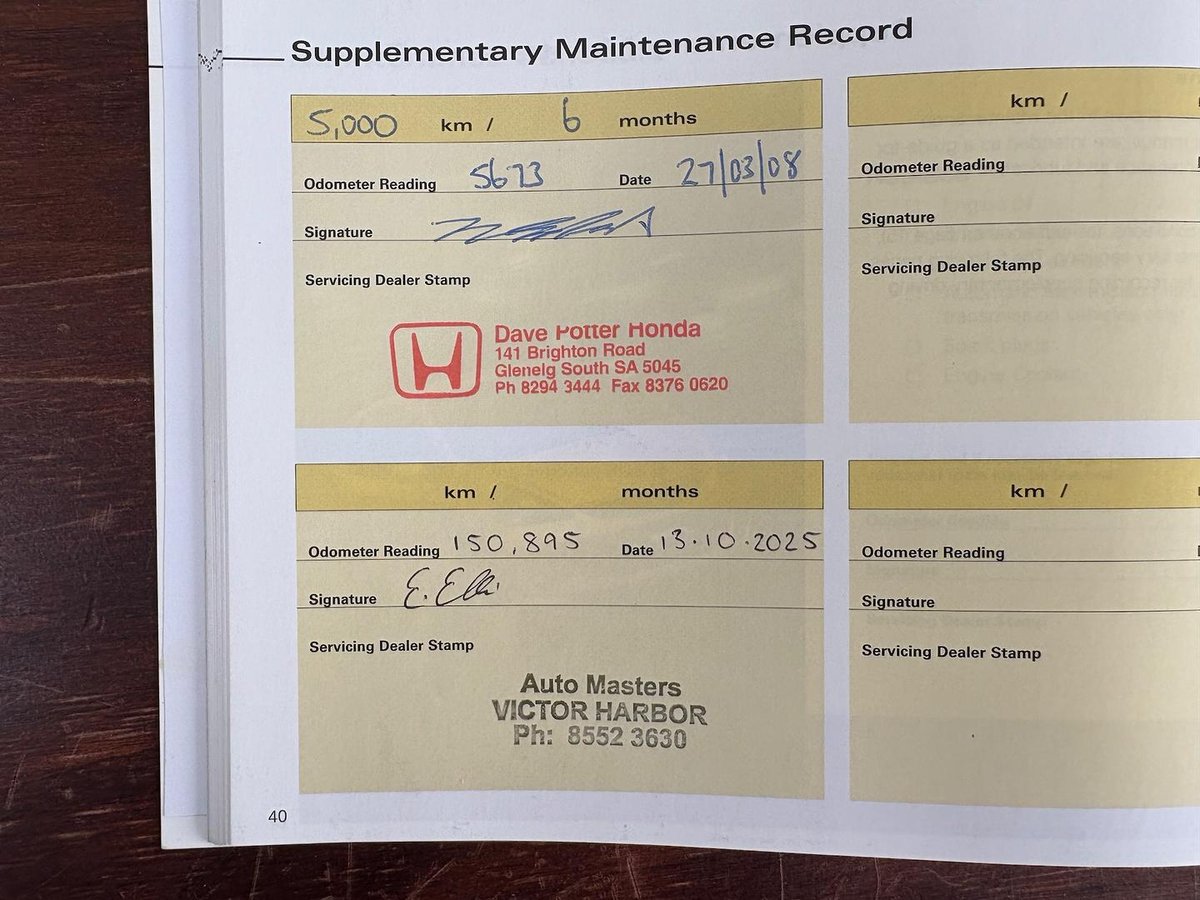 Supplementary Maintenance Record
5,000 km / 6 months
Odometer Reading 5673 Date 27/03/08
Signature
Servicing Dealer Stamp
Dave Potter Honda
141 Brighton Road
Glenelg South SA 5045
Ph 8294 3444 Fax 8376 0620
km /
Odometer Reading
Signature
Servicing Dealer Stamp
km / months
Odometer Reading 150,895 Date 13.10.2025
Signature E. Elli
Servicing Dealer Stamp
Auto Masters
VICTOR HARBOR
Ph: 8552 3630
km /
Odometer Reading
Signature
Servicing Dealer Stamp
40